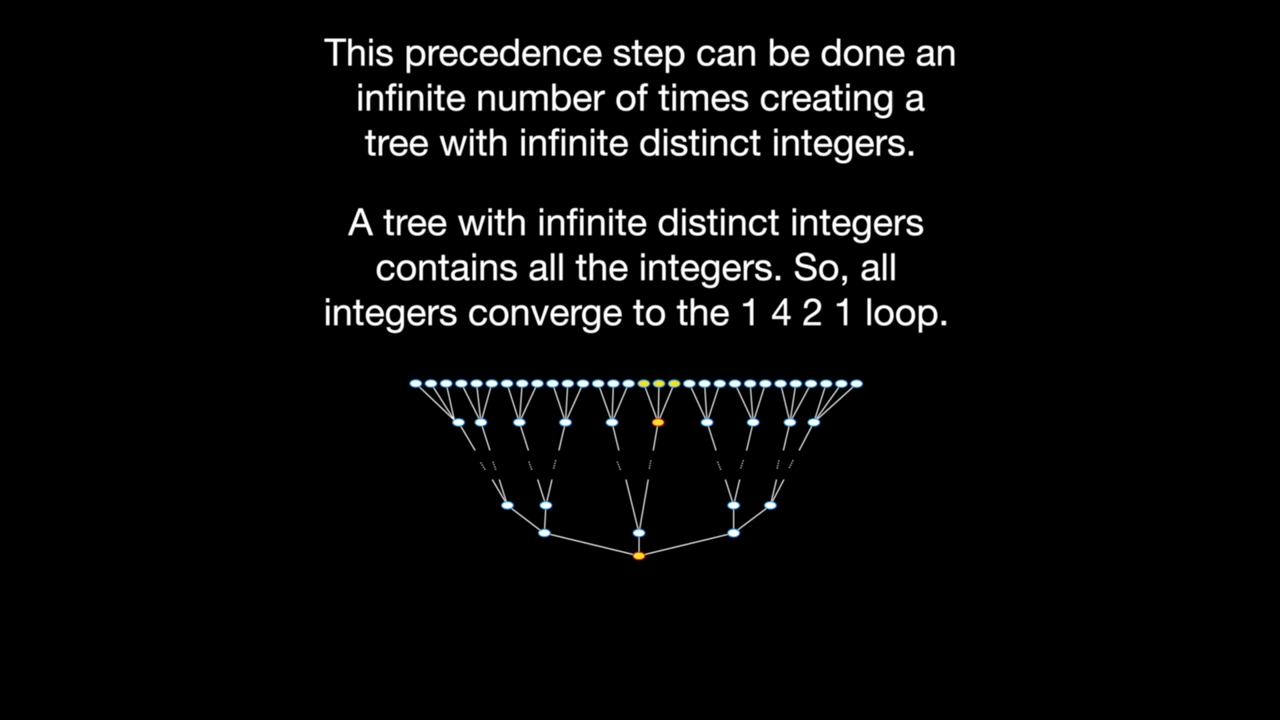 This precedence step can be done an
infinite number of times creating a
tree with infinite distinct integers.
A tree with infinite distinct integers
contains all the integers. So, all
integers converge to the 1 4 2 1 loop.